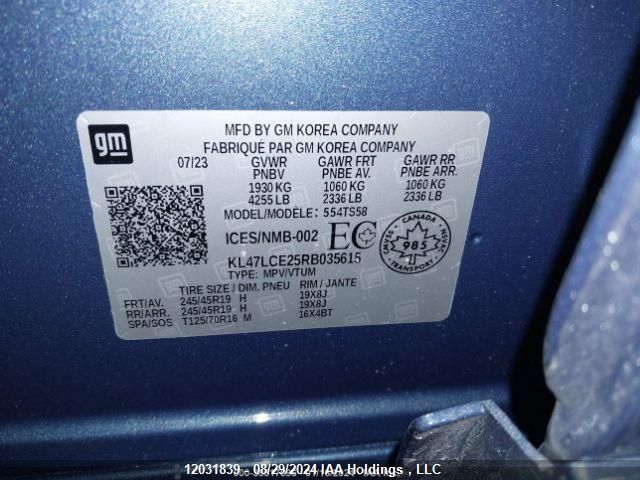 gm
MFD BY GM KOREA COMPANY
FABRIQUÉ PAR GM KOREA COMPANY
07/23 GVWR GAWR FRT GAWR RR
PNBV PNBE AV. PNBE ARR.
1930 KG 1060 KG 1060 KG
4255 LB 2336 LB 2336 LB
MODEL/MODÈLE: 554TS58
ICES/NMB-002 EC
CANADA
985
TRANSPORT
KL47LCE25RB035615
TYPE: MPV/VTUM
TIRE SIZE / DIM. PNEU RIM / JANTE
FRT/AV. 245/45R19 H 19X8J
RR/ARR. 245/45R19 H 19X8J
SPA/SOS T125/70R16 M 16X4BT
12031839 - 08/29/2024 IAA Holdings , LLC